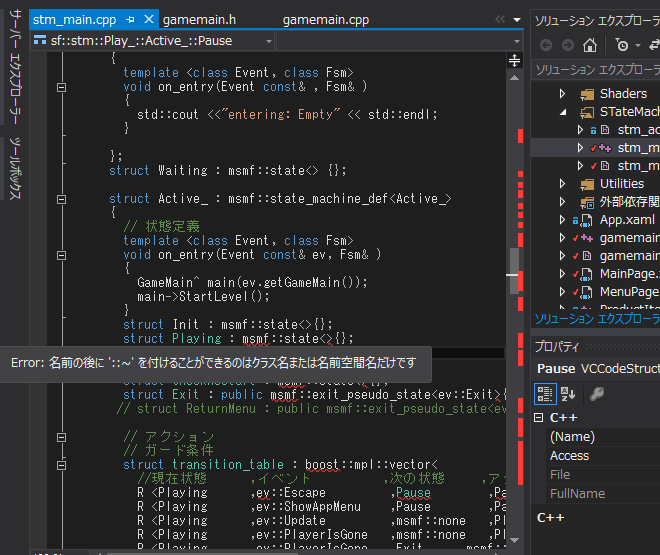 サーバー エクスプローラー
ツールボックス
stm_main.cpp
gamemain.h
gamemain.cpp
sf::stm::Play_::Active_::Pause
{
template <class Event, class Fsm>
void on_entry(Event const& , Fsm& )
{
std::cout <<"entering: Empty" << std::endl;
}
};
struct Waiting : msmf::state<> {};
struct Active_ : msmf::state_machine_def<Active_>
{
// 状態定義
template <class Event, class Fsm>
void on_entry(Event const& ev, Fsm& )
{
GameMain^ main(ev.getGameMain());
main->StartLevel();
}
struct Init : msmf::state<>{};
struct Playing : msmf::state<>{};
Error: 名前の後に '::~' を付けることができるのはクラス名または名前空間名だけです
struct Exit : public msmf::exit_pseudo_state<ev::Exit>{
// struct ReturnMenu : public msmf::exit_pseudo_state<ev
// アクション
// ガード条件
struct transition_table : boost::mpl::vector<
//現在状態 ,イベント ,次の状態 ,ア
R <Playing ,ev::Escape ,Pause ,Pa
R <Playing ,ev::ShowAppMenu ,Pause ,Pa
R <Playing ,ev::Update ,msmf::none ,Pl
R <Playing ,ev::PlayerIsGone ,msmf::none ,Pl
ソリューション エクスプローラ
ソリューション エクスプローラー
Shaders
STateMach
stm_ac
stm_m
stm_m
Utilities
外部依存関
App.xaml
gamemain
gamemain
MainPage.
MenuPage.
ソリューション エクスプローラ
プロパティ
Pause VCCodeStruct
C++
(Name)
Access
File
FullName
C++